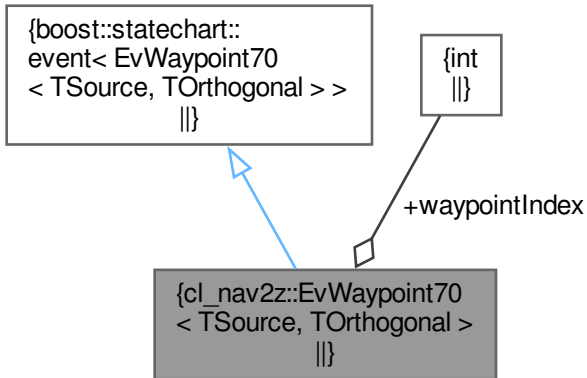 {boost::statechart::
event< EvWaypoint70
< TSource, TOrthogonal > >
||}
{int
||}
+waypointIndex
{cl_nav2z::EvWaypoint70
< TSource, TOrthogonal >
||}